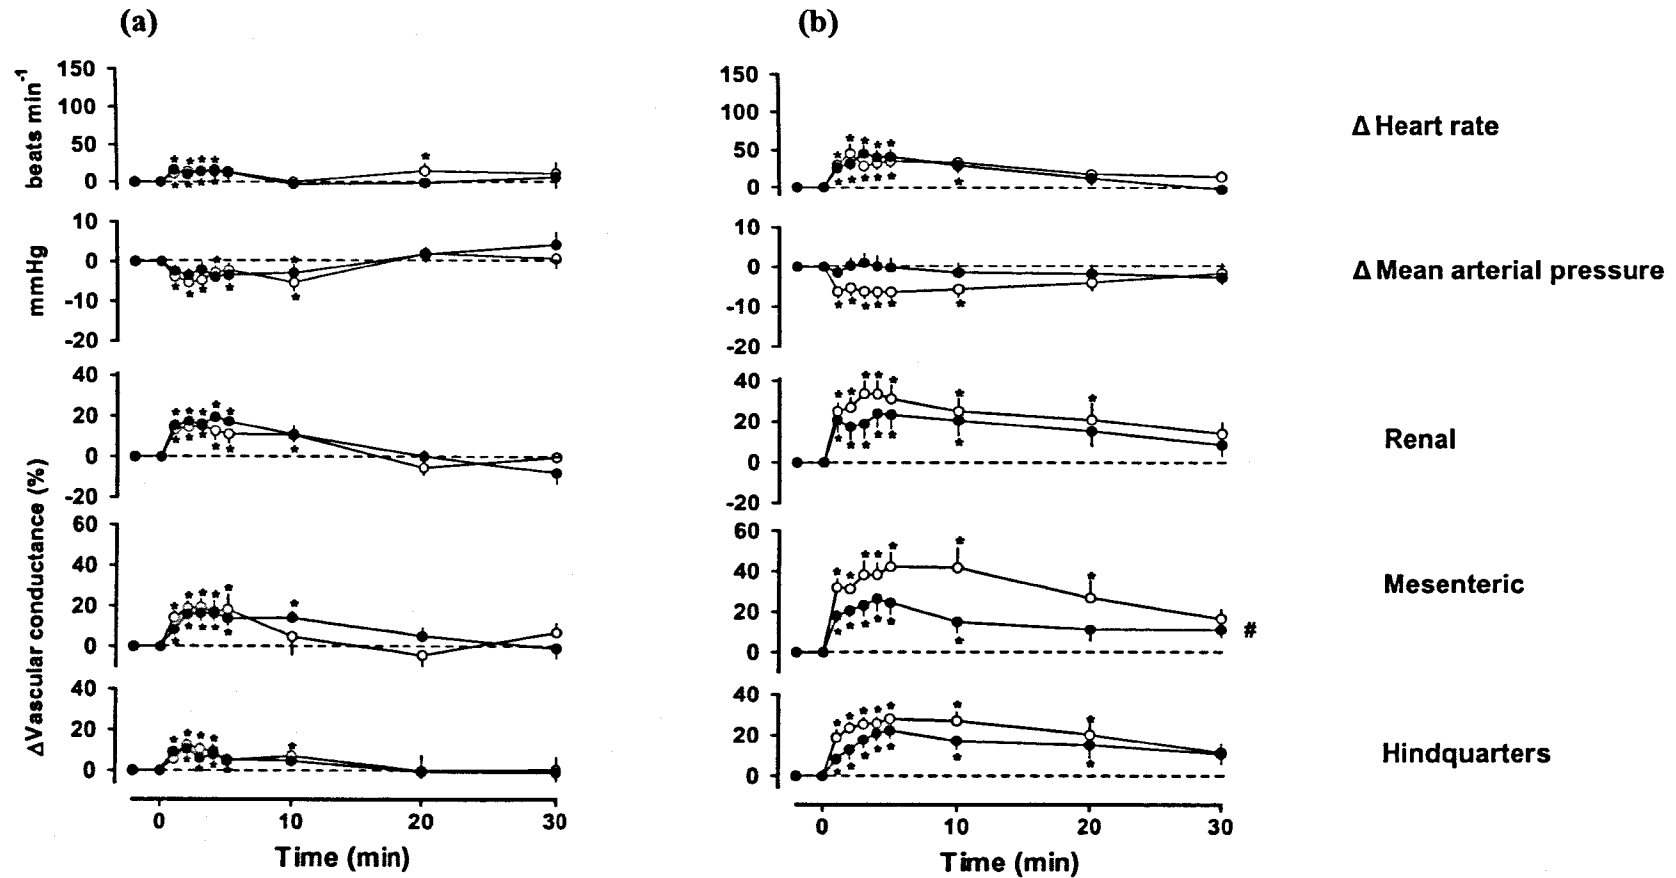 (a)
(b)
beats min⁻¹
150
100
50
0
150
100
50
0
Δ Heart rate
mmHg
10
0
-10
-20
10
0
-10
-20
Δ Mean arterial pressure
ΔVascular conductance (%)
40
20
0
-20
40
20
0
-20
Renal
60
40
20
0
60
40
20
0
Mesenteric
#
40
20
0
40
20
0
Hindquarters
0 10 20 30
0 10 20 30
Time (min)
Time (min)